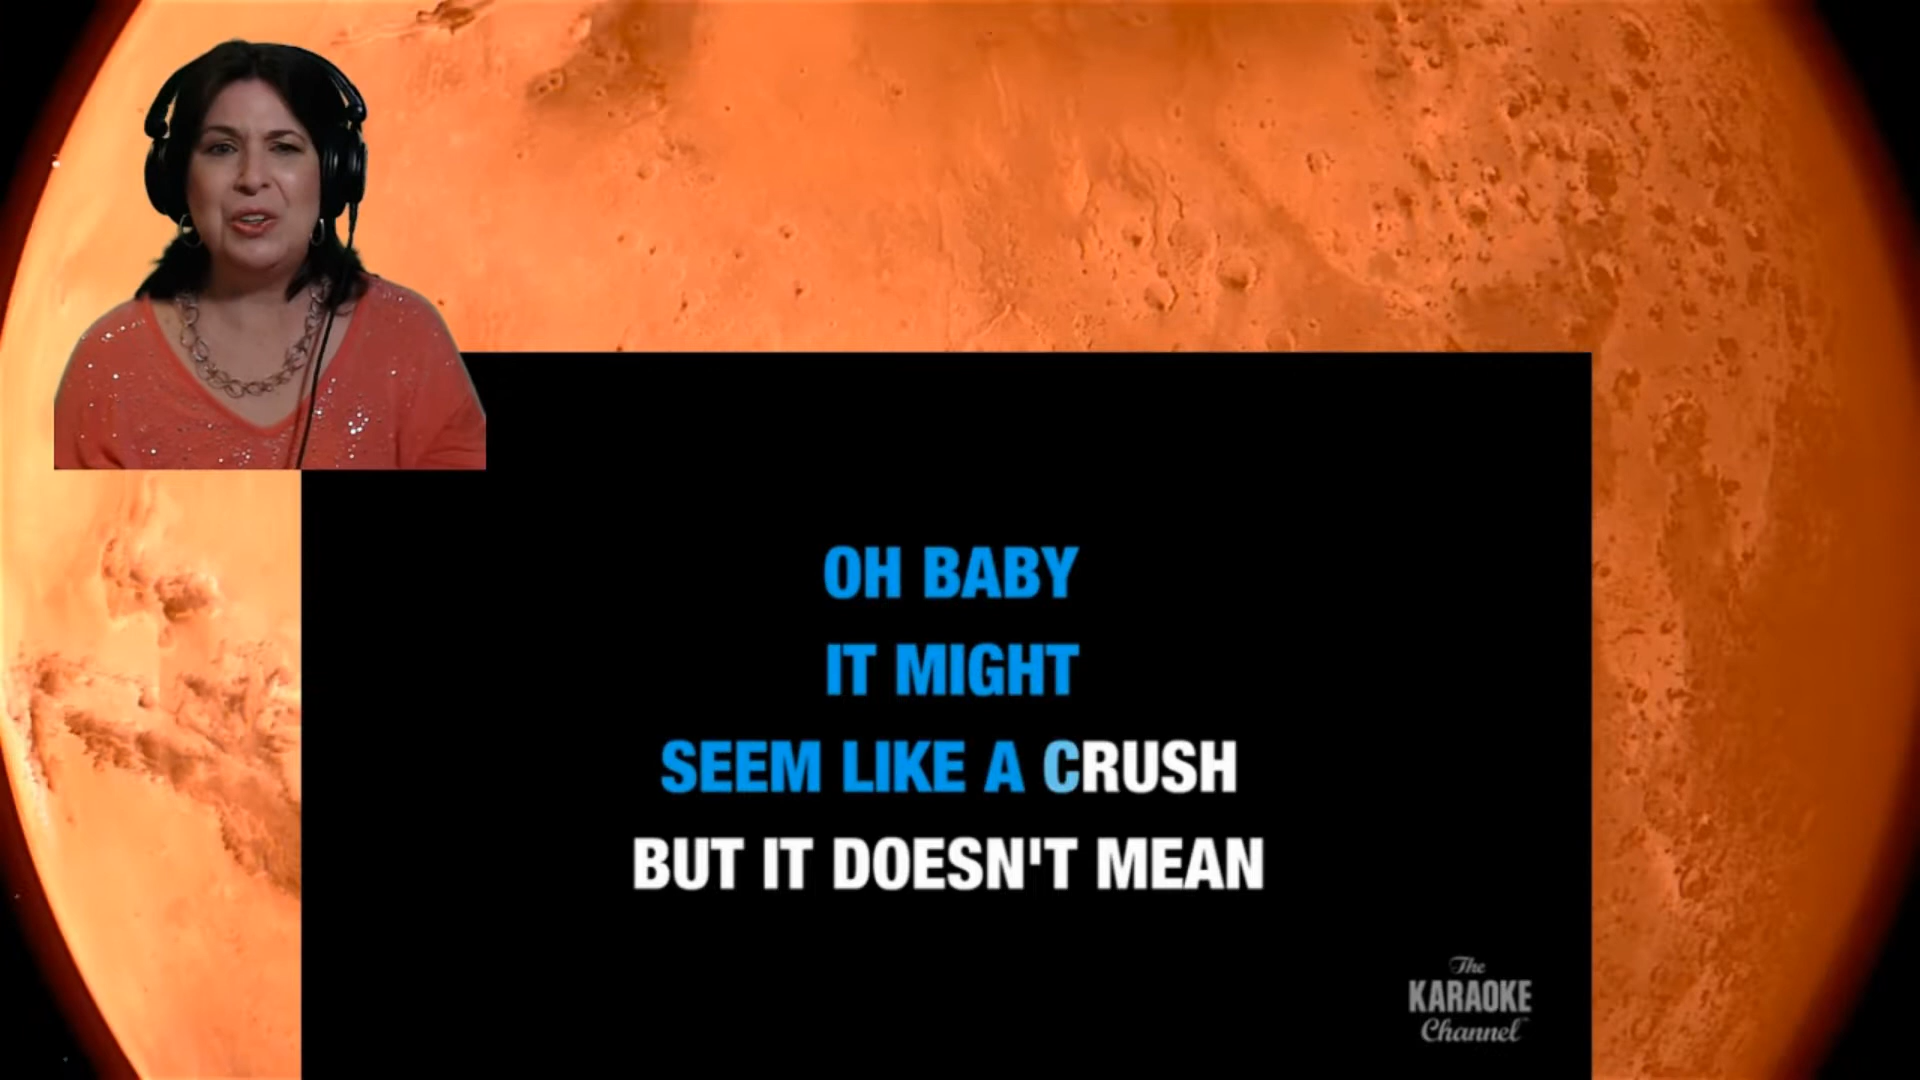 OH BABY
IT MIGHT
SEEM LIKE A CRUSH
BUT IT DOESN'T MEAN
The
KARAOKE
Channel